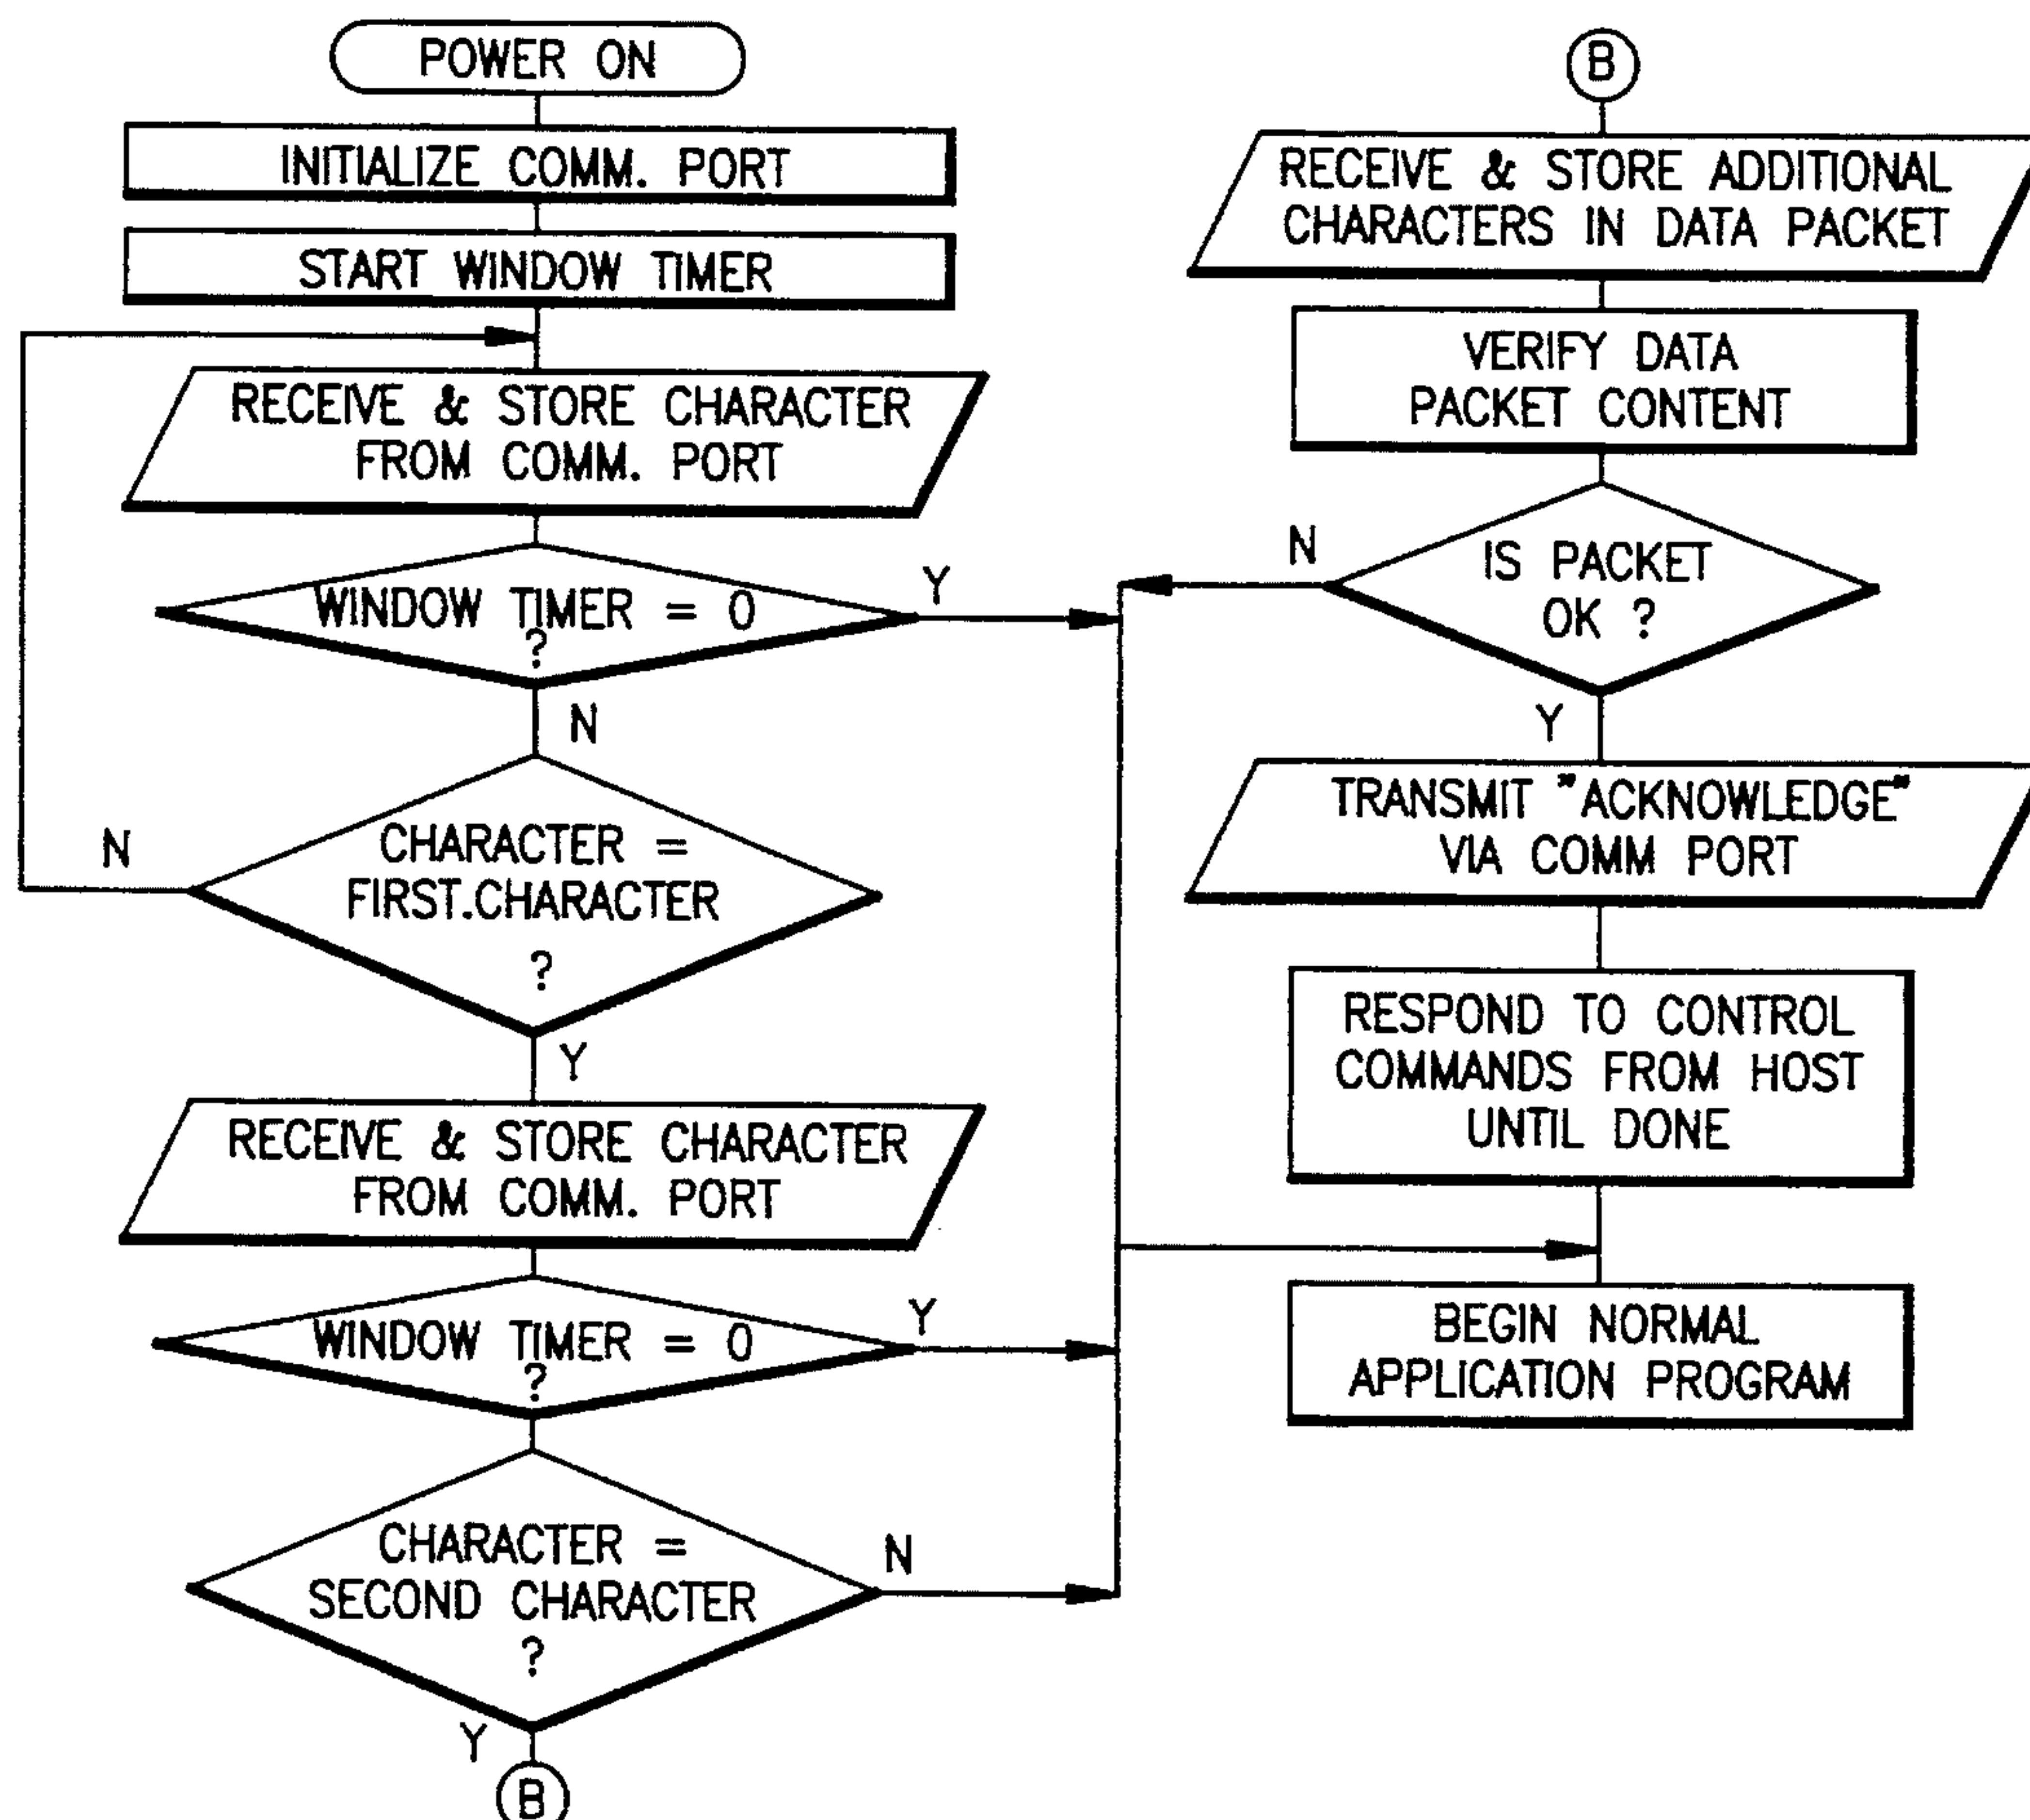 POWER ON
INITIALIZE COMM. PORT
START WINDOW TIMER
RECEIVE & STORE CHARACTER
FROM COMM. PORT
WINDOW TIMER = 0
?
Y
N
CHARACTER =
FIRST.CHARACTER
?
N
Y
RECEIVE & STORE CHARACTER
FROM COMM. PORT
WINDOW TIMER = 0
?
Y
CHARACTER =
SECOND CHARACTER
?
N
Y
B
B
RECEIVE & STORE ADDITIONAL
CHARACTERS IN DATA PACKET
VERIFY DATA
PACKET CONTENT
IS PACKET
OK ?
N
Y
TRANSMIT "ACKNOWLEDGE"
VIA COMM PORT
RESPOND TO CONTROL
COMMANDS FROM HOST
UNTIL DONE
BEGIN NORMAL
APPLICATION PROGRAM